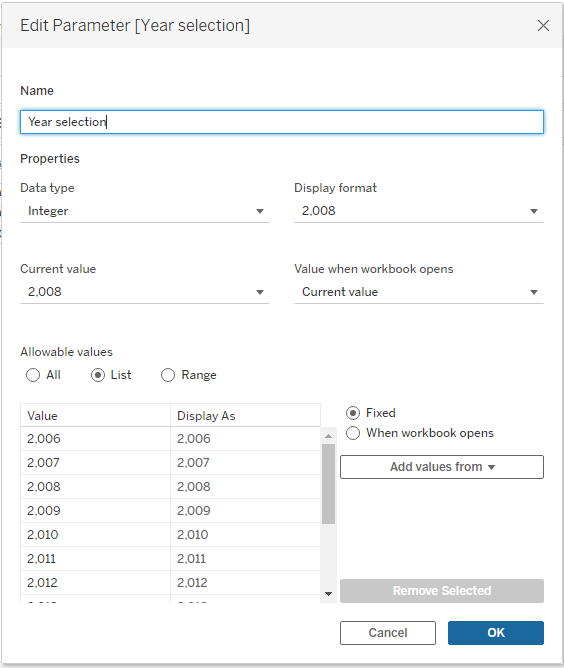 Edit Parameter [Year selection]
Name
Year selection
Properties
Data type
Display format
Integer
2,008
Current value
Value when workbook opens
2,008
Current value
Allowable values
All
List
Range
Value
Display As
Fixed
2,006
2,006
When workbook opens
2,007
2,007
Add values from
2,008
2,008
2,009
2,009
2,010
2,010
2,011
2,011
2,012
2,012
Remove Selected
Cancel
OK